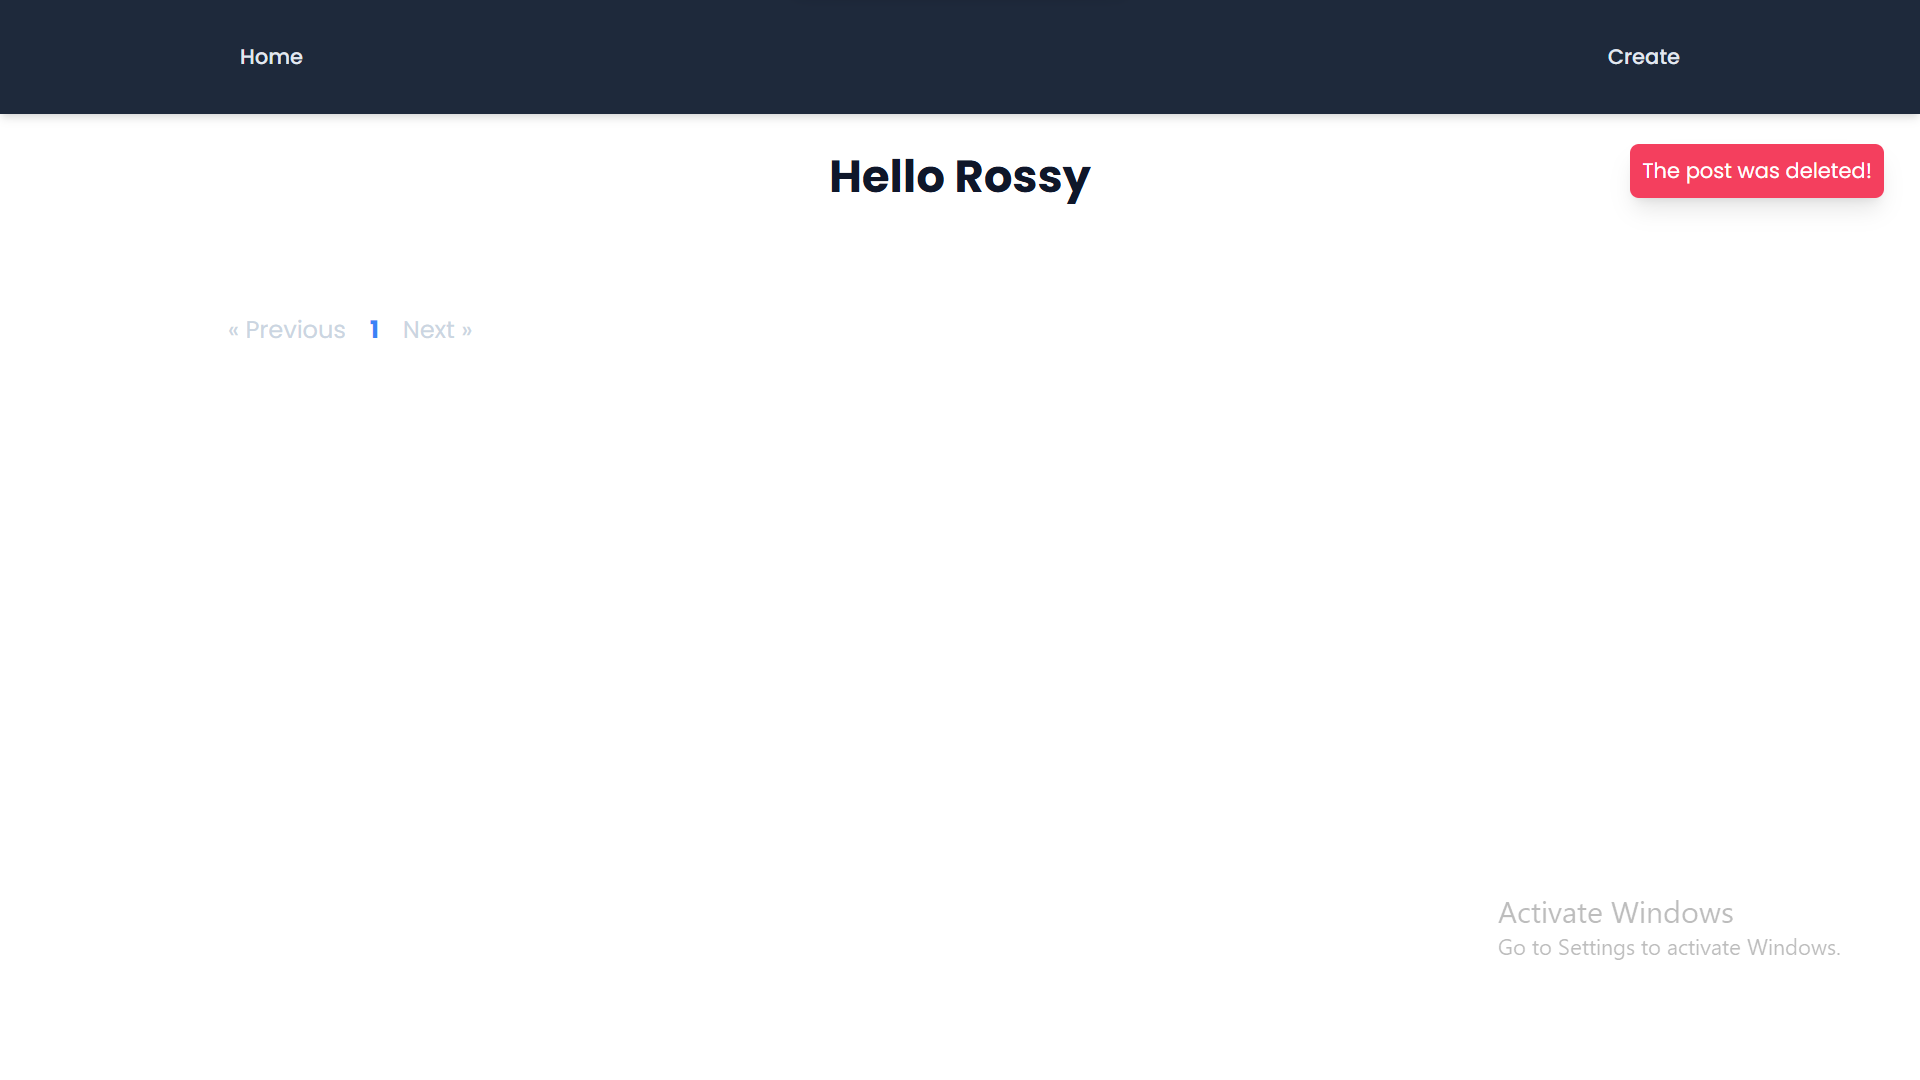 Home
Create
Hello Rossy
The post was deleted!
« Previous 1 Next »
Activate Windows
Go to Settings to activate Windows.